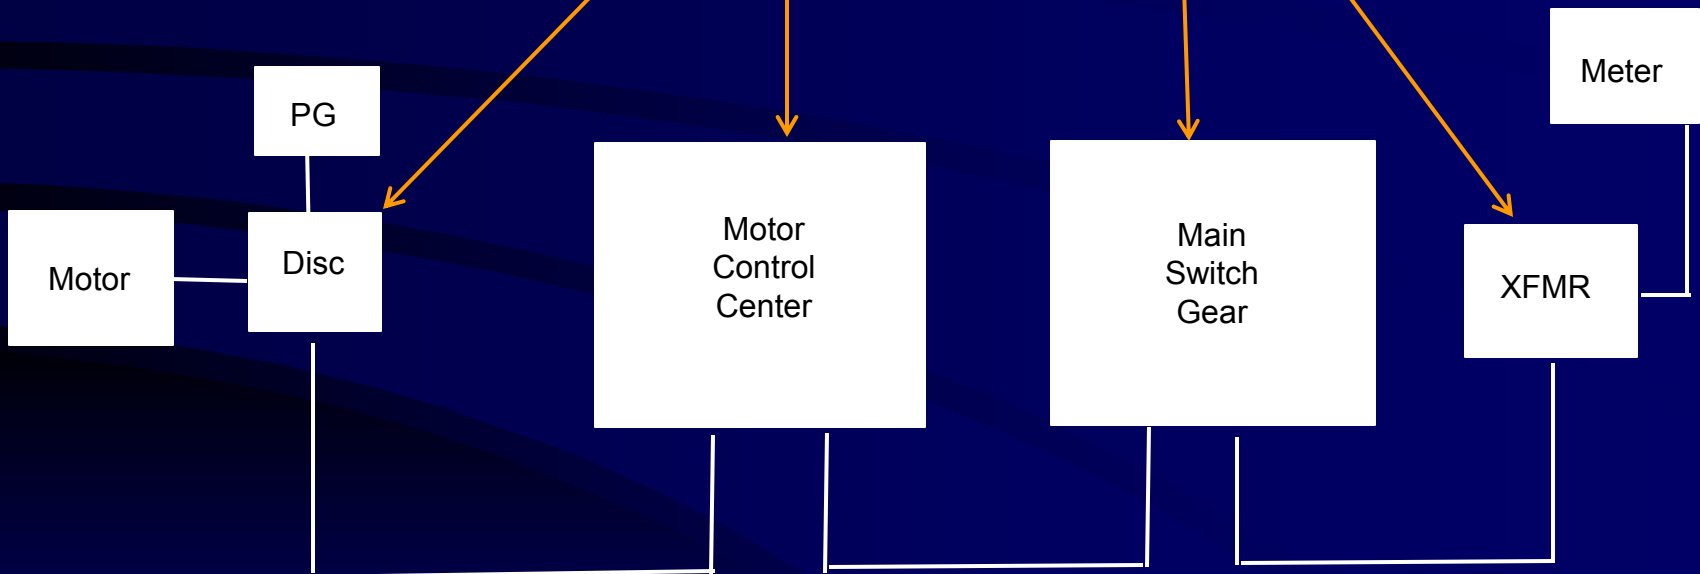 Meter
PG
Motor
Disc
Motor
Control
Center
Main
Switch
Gear
XFMR